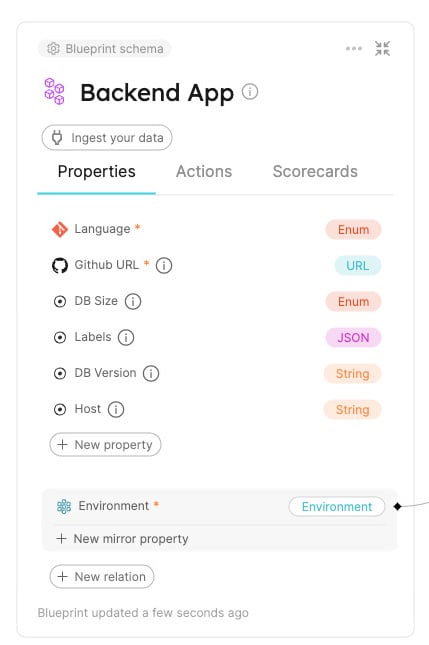 Blueprint schema
Backend App
Ingest your data
Properties Actions Scorecards
Language * Enum
Github URL * URL
DB Size Enum
Labels JSON
DB Version String
Host String
+ New property
Environment * Environment
+ New mirror property
+ New relation
Blueprint updated a few seconds ago